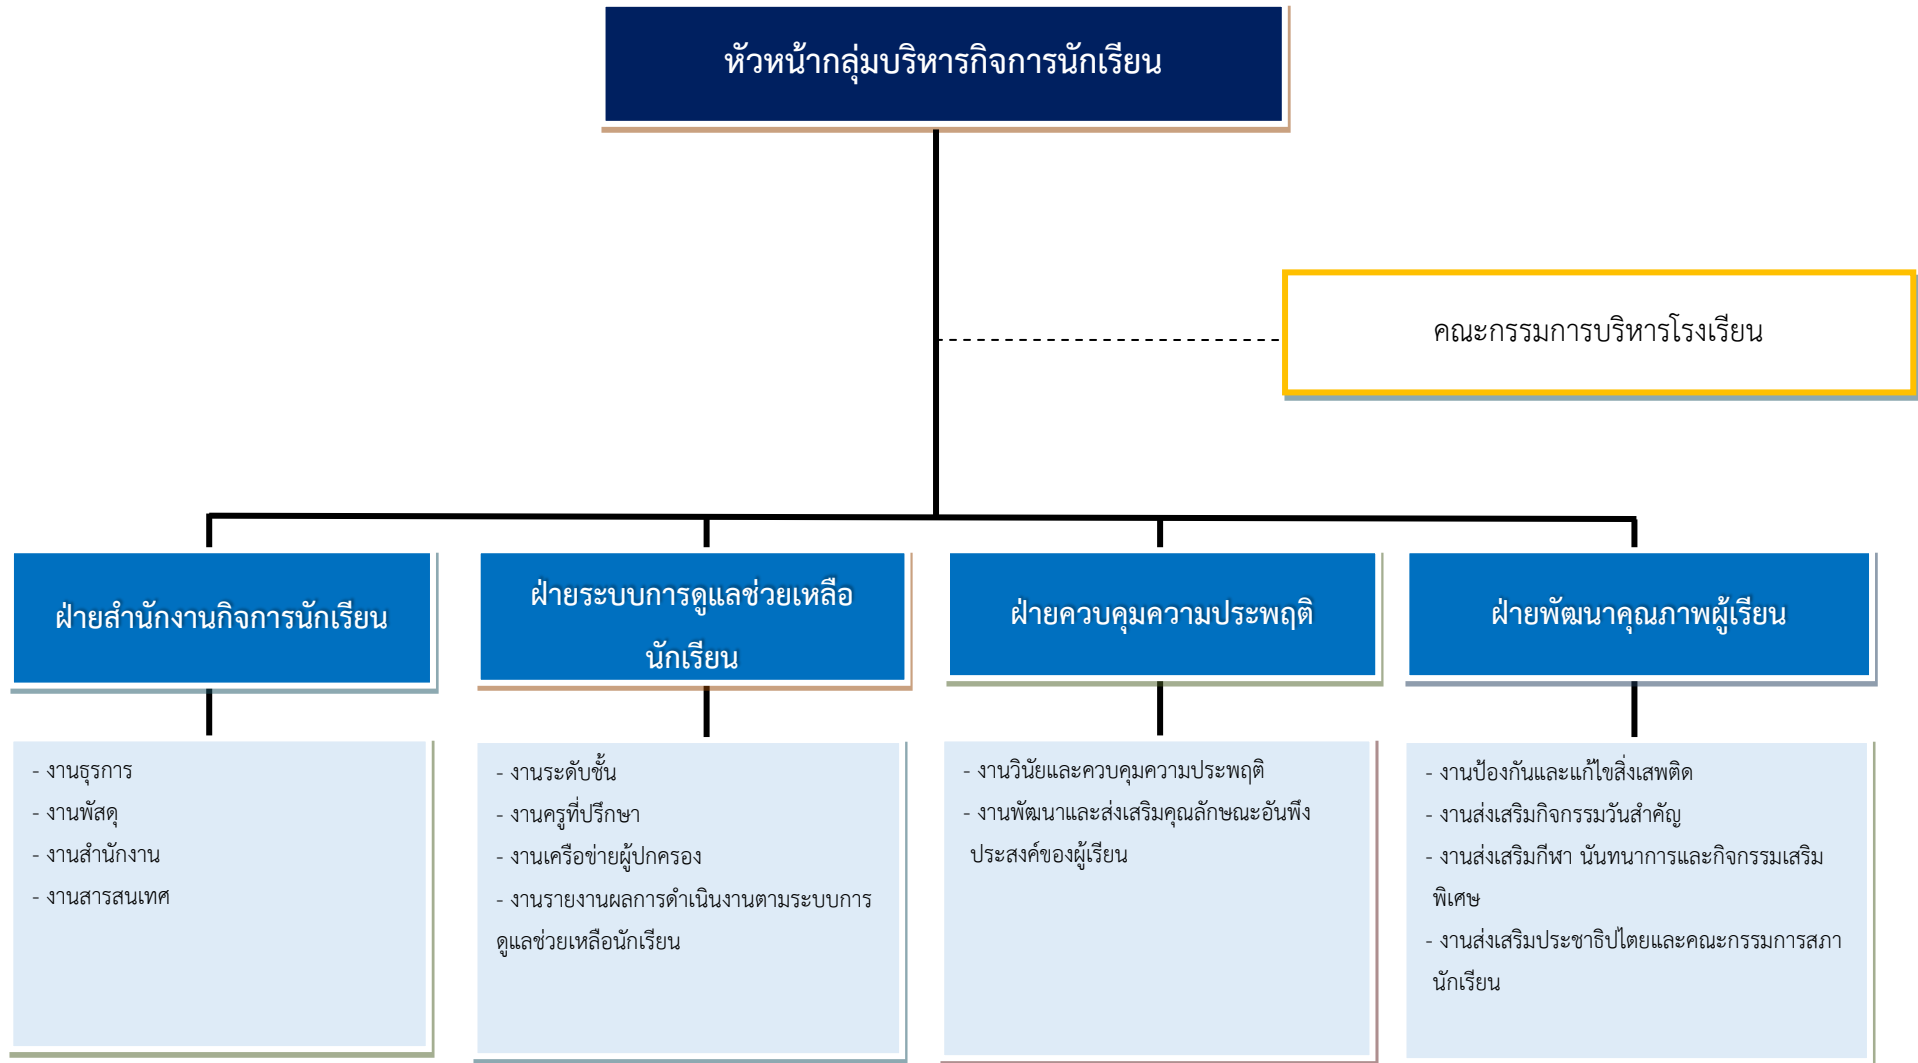 หัวหน้ากลุ่มบริหารกิจการนักเรียน
คณะกรรมการบริหารโรงเรียน
ฝ่ายสำนักงานกิจการนักเรียน
- งานธุรการ
- งานพัสดุ
- งานสำนักงาน
- งานสารสนเทศ
ฝ่ายระบบการดูแลช่วยเหลือ
นักเรียน
- งานระดับชั้น
- งานครูที่ปรึกษา
- งานเครือข่ายผู้ปกครอง
- งานรายงานผลการดำเนินงานตามระบบการ
ดูแลช่วยเหลือนักเรียน
ฝ่ายควบคุมความประพฤติ
- งานวินัยและควบคุมความประพฤติ
- งานพัฒนาและส่งเสริมคุณลักษณะอันพึง
ประสงค์ของผู้เรียน
ฝ่ายพัฒนาคุณภาพผู้เรียน
- งานป้องกันและแก้ไขสิ่งเสพติด
- งานส่งเสริมกิจกรรมวันสำคัญ
- งานส่งเสริมกีฬา นันทนาการและกิจกรรมเสริม
พิเศษ
- งานส่งเสริมประชาธิปไตยและคณะกรรมการสภา
นักเรียน